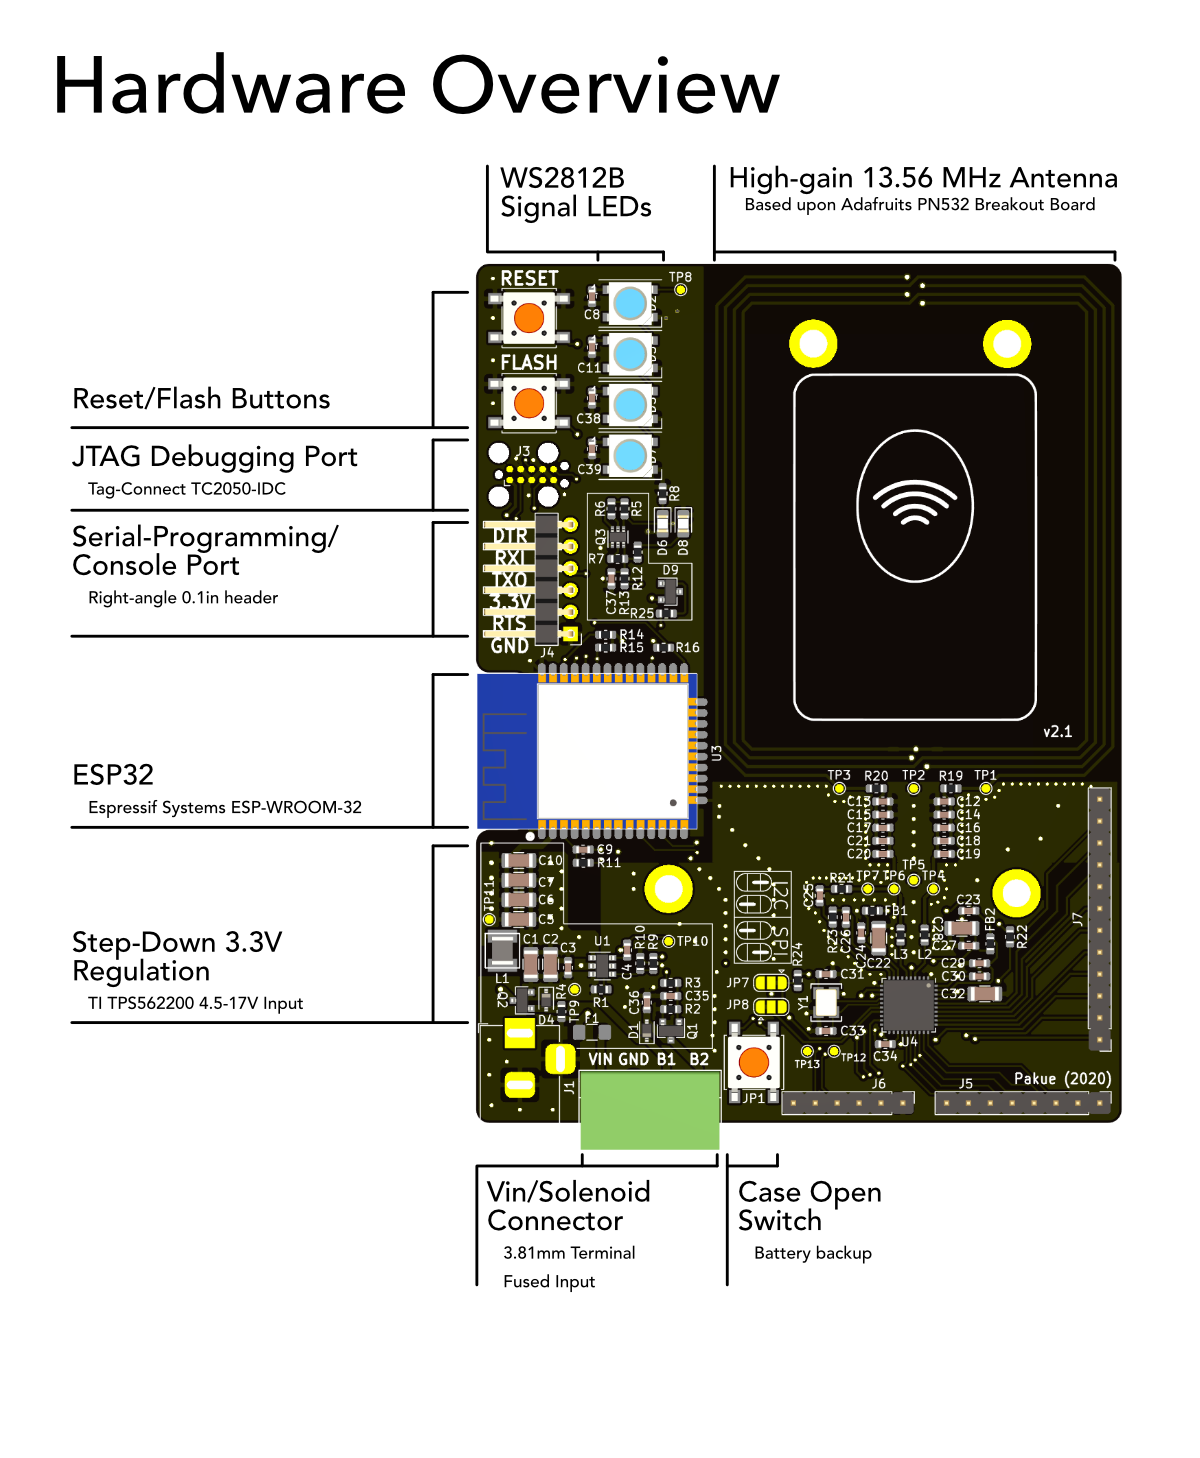 Hardware Overview
WS2812B
Signal LEDs
High-gain 13.56 MHz Antenna
Based upon Adafruits PN532 Breakout Board
Reset/Flash Buttons
JTAG Debugging Port
Tag-Connect TC2050-IDC
Serial-Programming/
Console Port
Right-angle 0.1in header
ESP32
Espressif Systems ESP-WROOM-32
Step-Down 3.3V
Regulation
TI TPS562200 4.5-17V Input
Vin/Solenoid
Connector
3.81mm Terminal
Fused Input
Case Open
Switch
Battery backup
RESET
TP8
C8
FLASH
C11
C38
J3
C39
R8
R6
R5
DTR
Q3
D6
D8
RXI
R7
TXO
R12
D9
3.3V
C37
R13
R25
RTS
GND
J4
R14
R15
R16
U3
v2.1
TP3
R20
TP2
R19
TP1
C13
C12
C15
C14
C17
C16
C21
C18
C20
C19
TP5
C9
R11
C10
C7
C6
C5
TP11
I2C
SPI
C25
R21
TP7
TP6
TP4
FB1
C23
FB2
R22
J7
R23
C26
C24
C22
L3
L2
C27
C29
C30
C32
L1
C1
C2
C3
U1
C4
R10
R9
TP10
R24
C31
JP7
JP8
Y1
C33
R3
C35
R2
C36
R1
R4
TP9
D4
F1
D1
Q1
U4
C34
TP13
TP12
VIN GND B1 B2
J1
JP1
J6
J5
Pakue (2020)